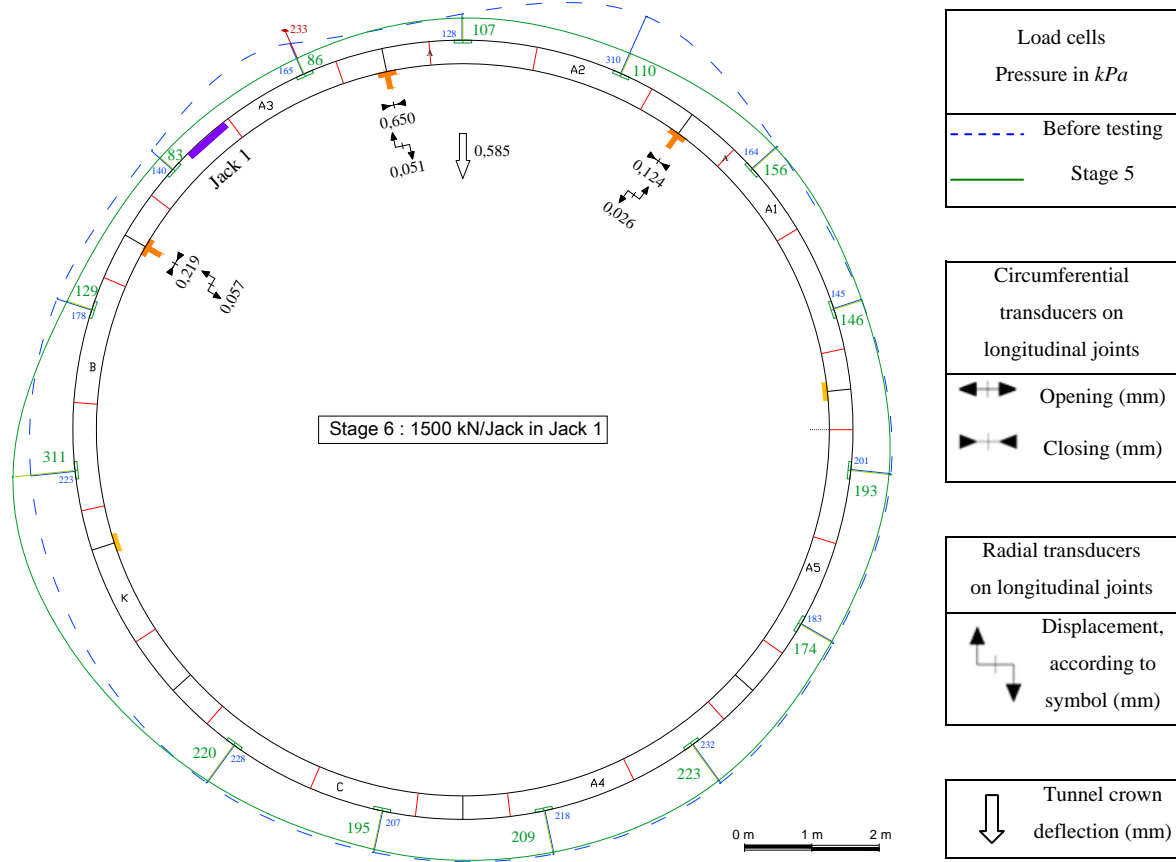 233
128
107
86
165
310
110
A
A2
A3
Load cells
Pressure in kPa
Before testing
Stage 5
83
140
Jack 1
0,650
0,051
0,585
0,124
0,026
164
156
A
A1
0,219
0,057
129
178
145
146
B
Circumferential
transducers on
longitudinal joints
Opening (mm)
Closing (mm)
Stage 6 : 1500 kN/Jack in Jack 1
311
223
201
193
Radial transducers
on longitudinal joints
Displacement,
according to
symbol (mm)
A5
183
174
K
220
228
232
223
C
A4
195
207
218
209
0 m
1 m
2 m
Tunnel crown
deflection (mm)